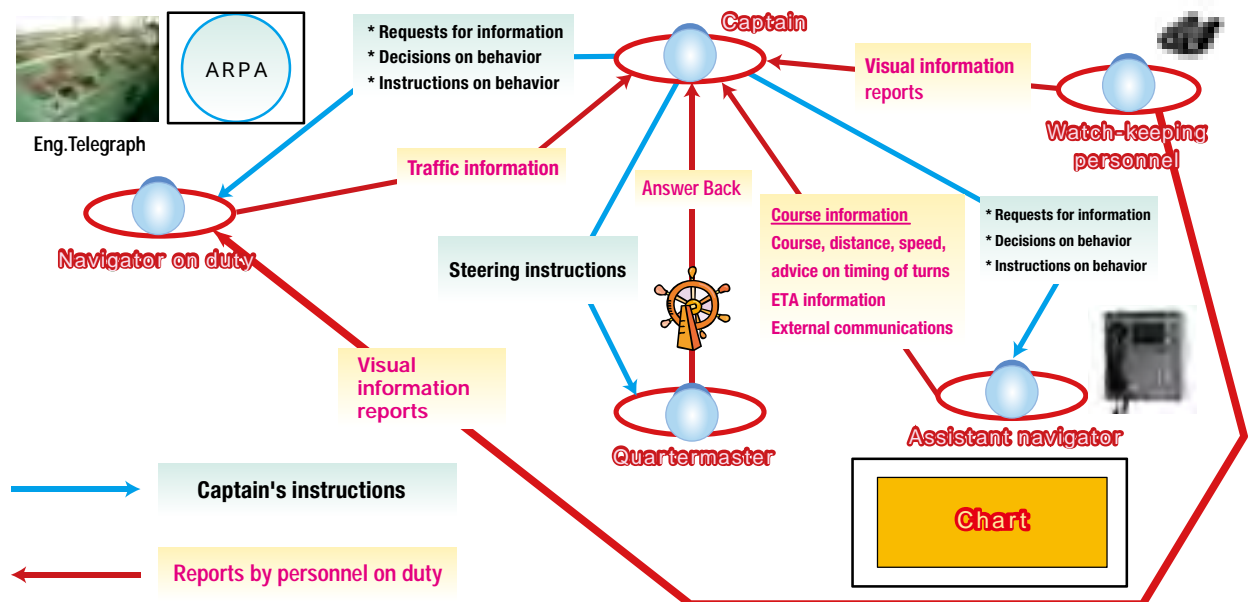 Captain
* Requests for information
* Decisions on behavior
* Instructions on behavior
ARPA
Eng.Telegraph
Visual information
reports
Watch-keeping
personnel
Traffic information
Answer Back
Navigator on duty
Steering instructions
Course information
Course, distance, speed,
advice on timing of turns
ETA information
External communications
* Requests for information
* Decisions on behavior
* Instructions on behavior
Visual
information
reports
Quartermaster
Assistant navigator
Captain's instructions
Chart
Reports by personnel on duty